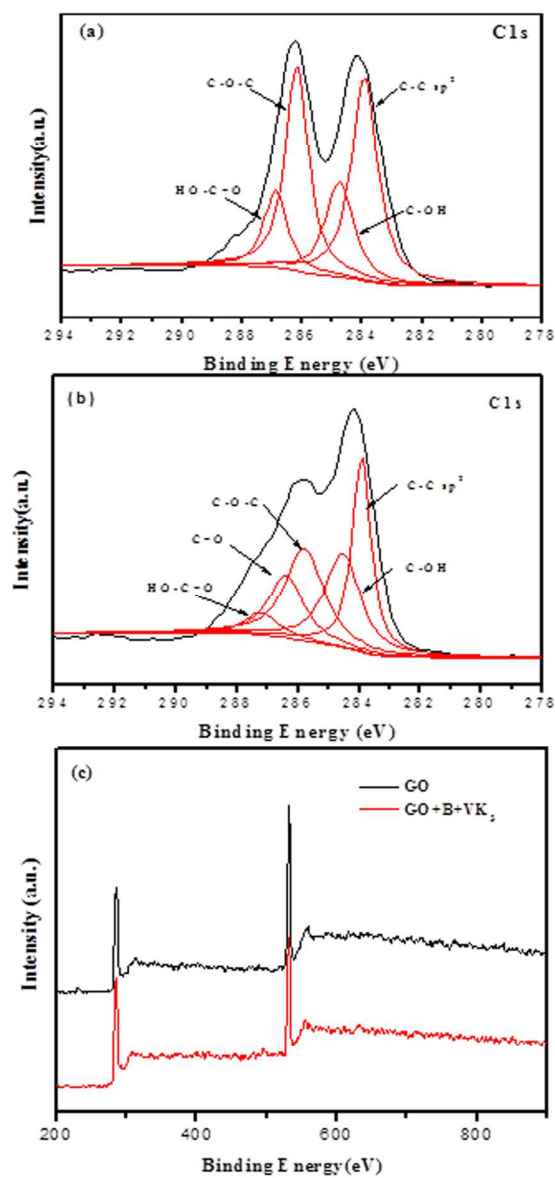 (a) C1s
C-O-C
C-C sp²
HO-C=O
C-OH
Intensity(a.u.)
294 292 290 288 286 284 282 280 278
Binding Energy (eV)
(b) C1s
C-C sp²
C-O-C
C=O
C-OH
HO-C=O
Intensity(a.u.)
294 292 290 288 286 284 282 280 278
Binding Energy (eV)
(c)
GO
GO+B+VK₃
Intensity (a.u.)
200 400 600 800
Binding Energy (eV)